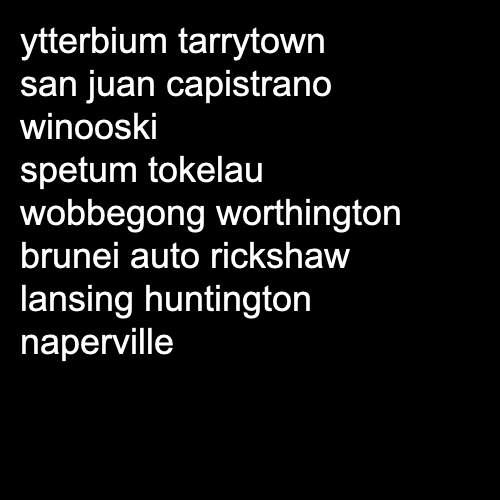 ytterbium tarrytown
san juan capistrano
winooski
spetum tokelau
wobbegong worthington
brunei auto rickshaw
lansing huntington
naperville